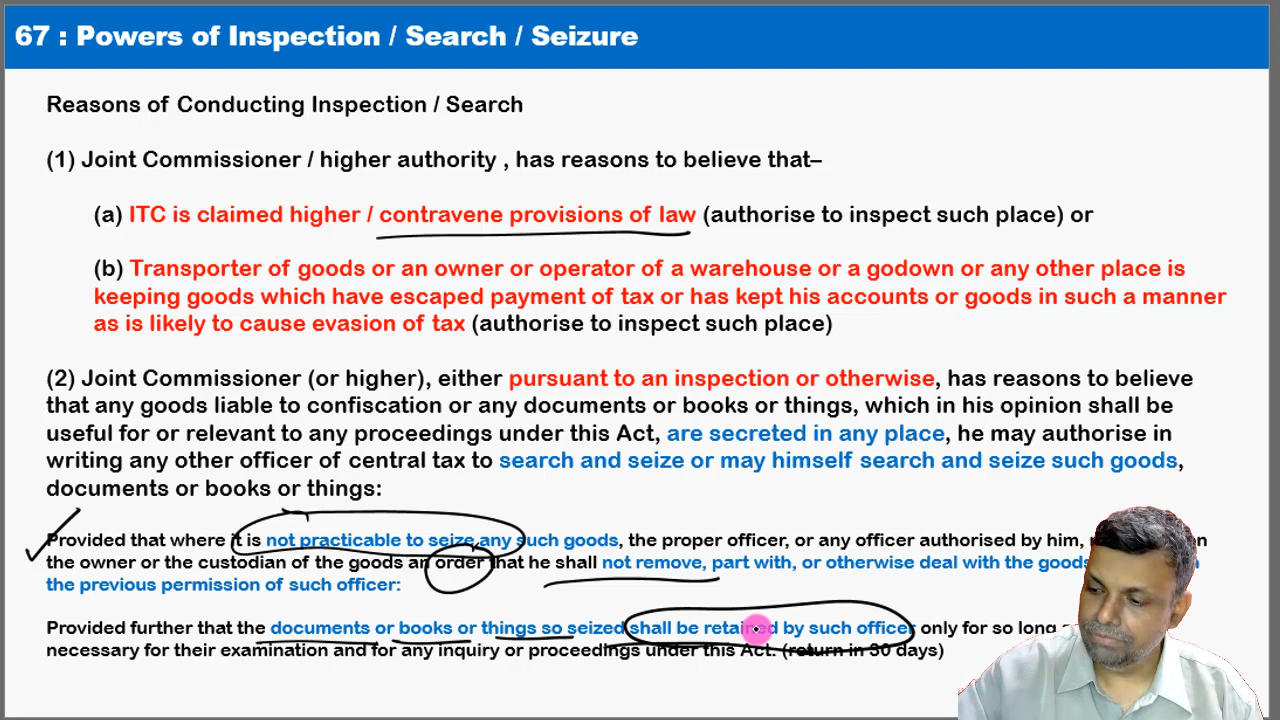 67 : Powers of Inspection / Search / Seizure
Reasons of Conducting Inspection / Search
(1) Joint Commissioner / higher authority , has reasons to believe that–
(a) ITC is claimed higher / contravene provisions of law (authorise to inspect such place) or
(b) Transporter of goods or an owner or operator of a warehouse or a godown or any other place is
keeping goods which have escaped payment of tax or has kept his accounts or goods in such a manner
as is likely to cause evasion of tax (authorise to inspect such place)
(2) Joint Commissioner (or higher), either pursuant to an inspection or otherwise, has reasons to believe
that any goods liable to confiscation or any documents or books or things, which in his opinion shall be
useful for or relevant to any proceedings under this Act, are secreted in any place, he may authorise in
writing any other officer of central tax to search and seize or may himself search and seize such goods,
documents or books or things:
Provided that where it is not practicable to seize any such goods, the proper officer, or any officer authorised by him,
the owner or the custodian of the goods an order that he shall not remove, part with, or otherwise deal with the goods
the previous permission of such officer:
Provided further that the documents or books or things so seized shall be retained by such officer only for so long
necessary for their examination and for any inquiry or proceedings under this Act. (return in 30 days)